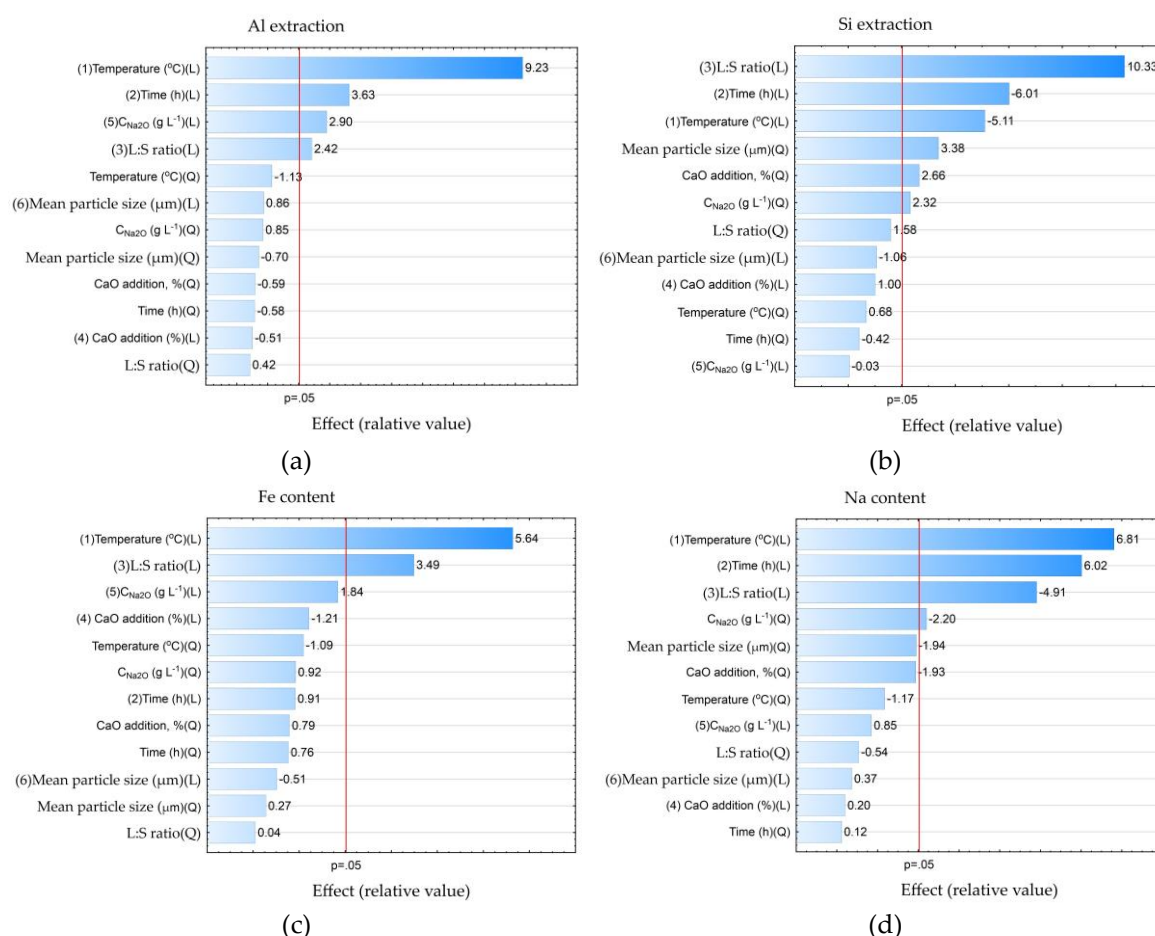 Al extraction
(1)Temperature (°C)(L)
9.23
(2)Time (h)(L)
3.63
(5)C_Na2O (g L⁻¹)(L)
2.90
(3)L:S ratio(L)
2.42
Temperature (°C)(Q)
-1.13
(6)Mean particle size (μm)(L)
0.86
C_Na2O (g L⁻¹)(Q)
0.85
Mean particle size (μm)(Q)
-0.70
CaO addition, %(Q)
-0.59
Time (h)(Q)
-0.58
(4) CaO addition (%)(L)
-0.51
L:S ratio(Q)
0.42
p=.05
Effect (ralative value)
(a)
Si extraction
(3)L:S ratio(L)
10.33
(2)Time (h)(L)
-6.01
(1)Temperature (°C)(L)
-5.11
Mean particle size (μm)(Q)
3.38
CaO addition, %(Q)
2.66
C_Na2O (g L⁻¹)(Q)
2.32
L:S ratio(Q)
1.58
(6)Mean particle size (μm)(L)
-1.06
(4) CaO addition (%)(L)
1.00
Temperature (°C)(Q)
0.68
Time (h)(Q)
-0.42
(5)C_Na2O (g L⁻¹)(L)
-0.03
p=.05
Effect (relative value)
(b)
Fe content
(1)Temperature (°C)(L)
5.64
(3)L:S ratio(L)
3.49
(5)C_Na2O (g L⁻¹)(L)
1.84
(4) CaO addition (%)(L)
-1.21
Temperature (°C)(Q)
-1.09
C_Na2O (g L⁻¹)(Q)
0.92
(2)Time (h)(L)
0.91
CaO addition, %(Q)
0.79
Time (h)(Q)
0.76
(6)Mean particle size (μm)(L)
-0.51
Mean particle size (μm)(Q)
0.27
L:S ratio(Q)
0.04
p=.05
Effect (relative value)
(c)
Na content
(1)Temperature (°C)(L)
6.81
(2)Time (h)(L)
6.02
(3)L:S ratio(L)
-4.91
C_Na2O (g L⁻¹)(Q)
-2.20
Mean particle size (μm)(Q)
-1.94
CaO addition, %(Q)
-1.93
Temperature (°C)(Q)
-1.17
(5)C_Na2O (g L⁻¹)(L)
0.85
L:S ratio(Q)
-0.54
(6)Mean particle size (μm)(L)
0.37
(4) CaO addition (%)(L)
0.20
Time (h)(Q)
0.12
p=.05
Effect (relative value)
(d)